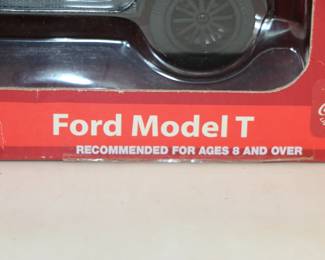 Ford Model T
RECOMMENDED FOR AGES 8 AND OVER